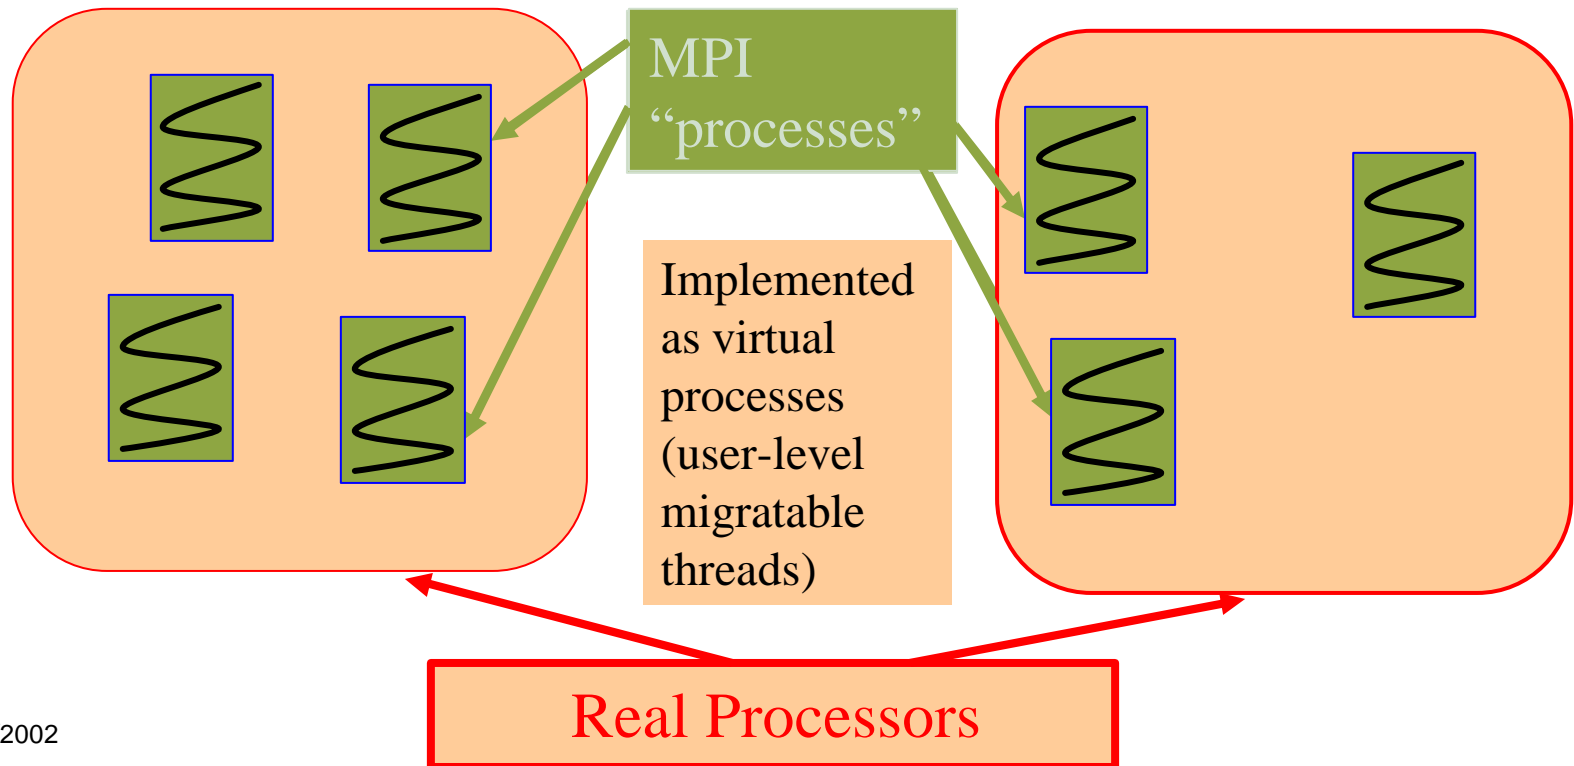 MPI
“processes”
Implemented
as virtual
processes
(user-level
migratable
threads)
Real Processors
2002